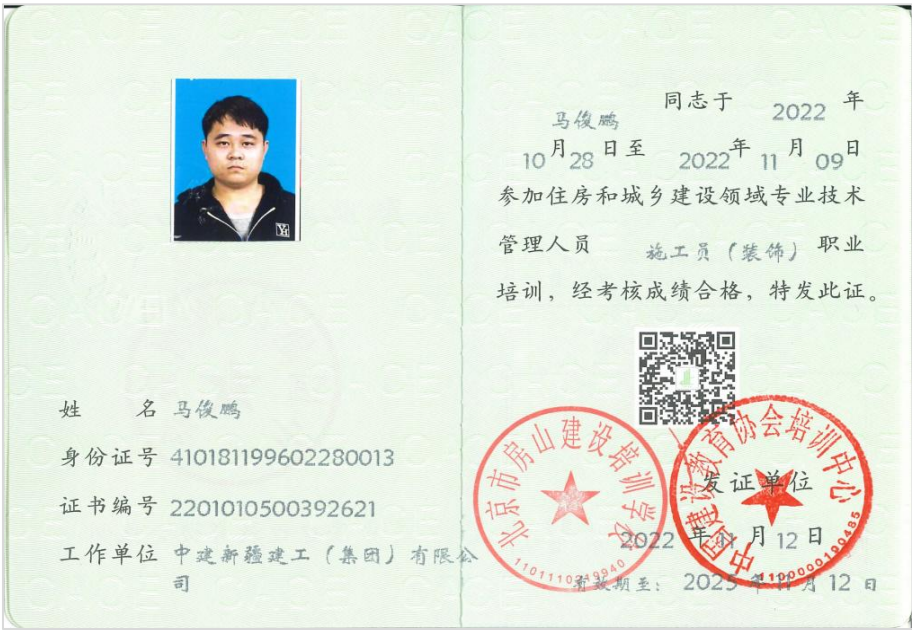 马俊鹏 同志于 2022 年
10 月 28 日至 2022 年 11 月 09 日
参加住房和城乡建设领域专业技术
管理人员 施工员（装饰） 职业
培训，经考核成绩合格，特发此证。
姓 名 马俊鹏
身份证号 410181199602280013
证书编号 2201010500392621
工作单位 中建新疆建工（集团）有限公
司
北京市房山建设培训学校
1101110219940
中国建设教育协会培训中心
发证单位
2022 年 11 月 12 日
有效期至： 2025 年 11 月 12 日